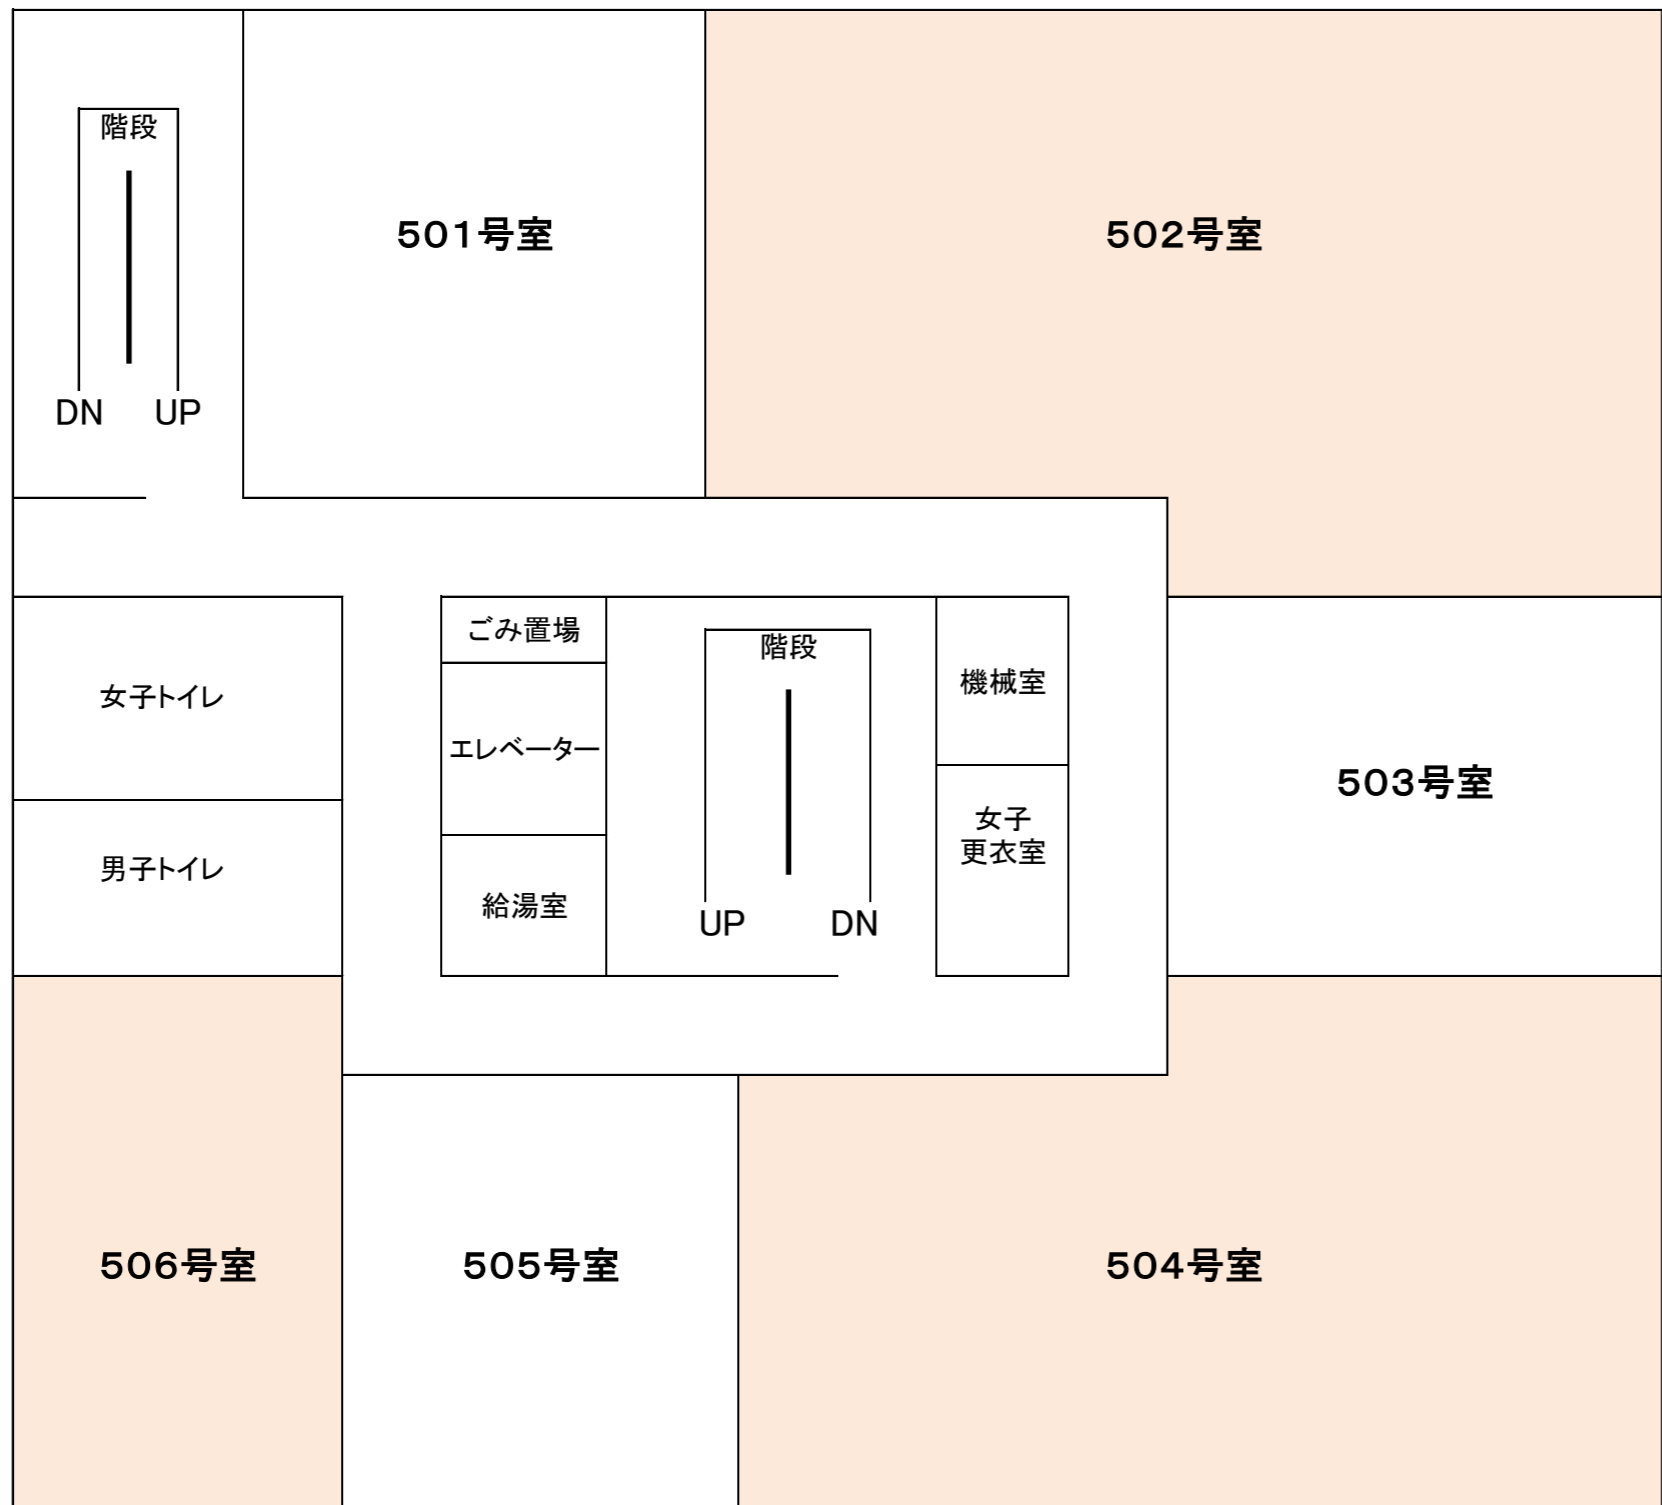 階段
DN UP
501号室
502号室
女子トイレ
男子トイレ
ごみ置場
エレベーター
給湯室
階段
UP DN
機械室
女子
更衣室
503号室
506号室
505号室
504号室